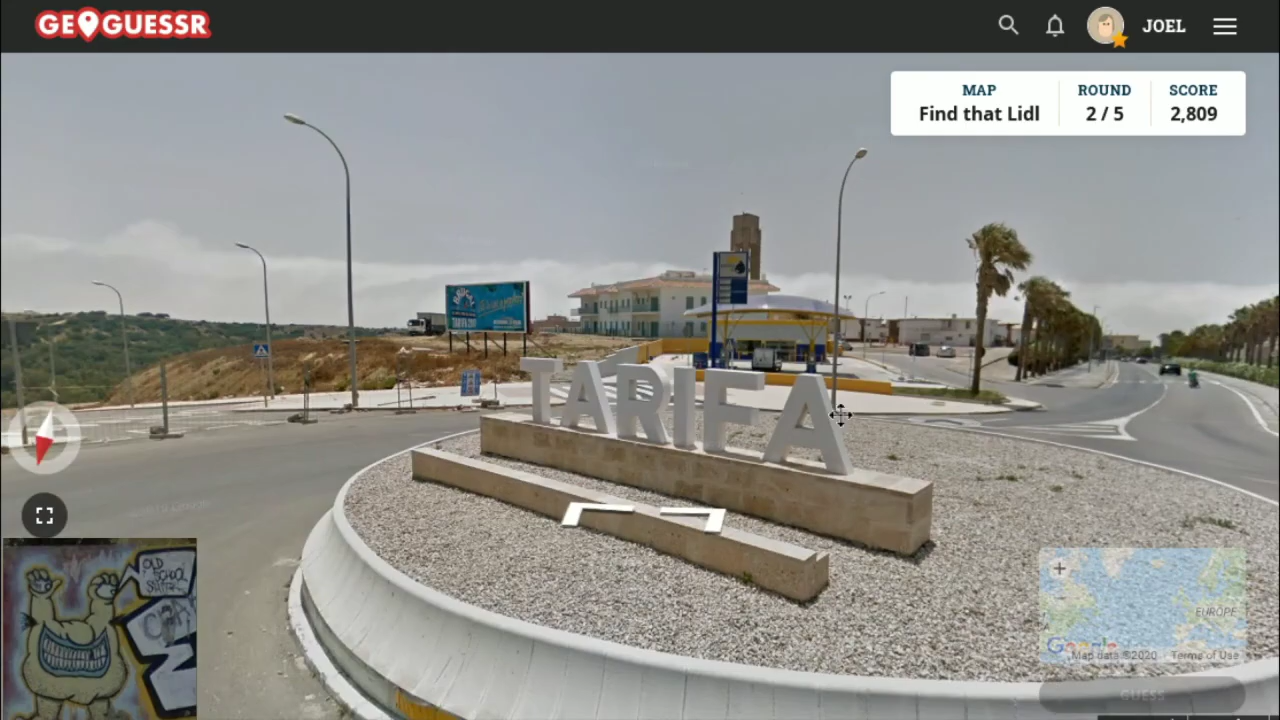 GEOGUESSR
JOEL
MAP
Find that Lidl
ROUND
2 / 5
SCORE
2,809
TARIFA
OLD
SCHOOL
EUROPE
Google
Map data ©2020
Terms of Use
GUESS